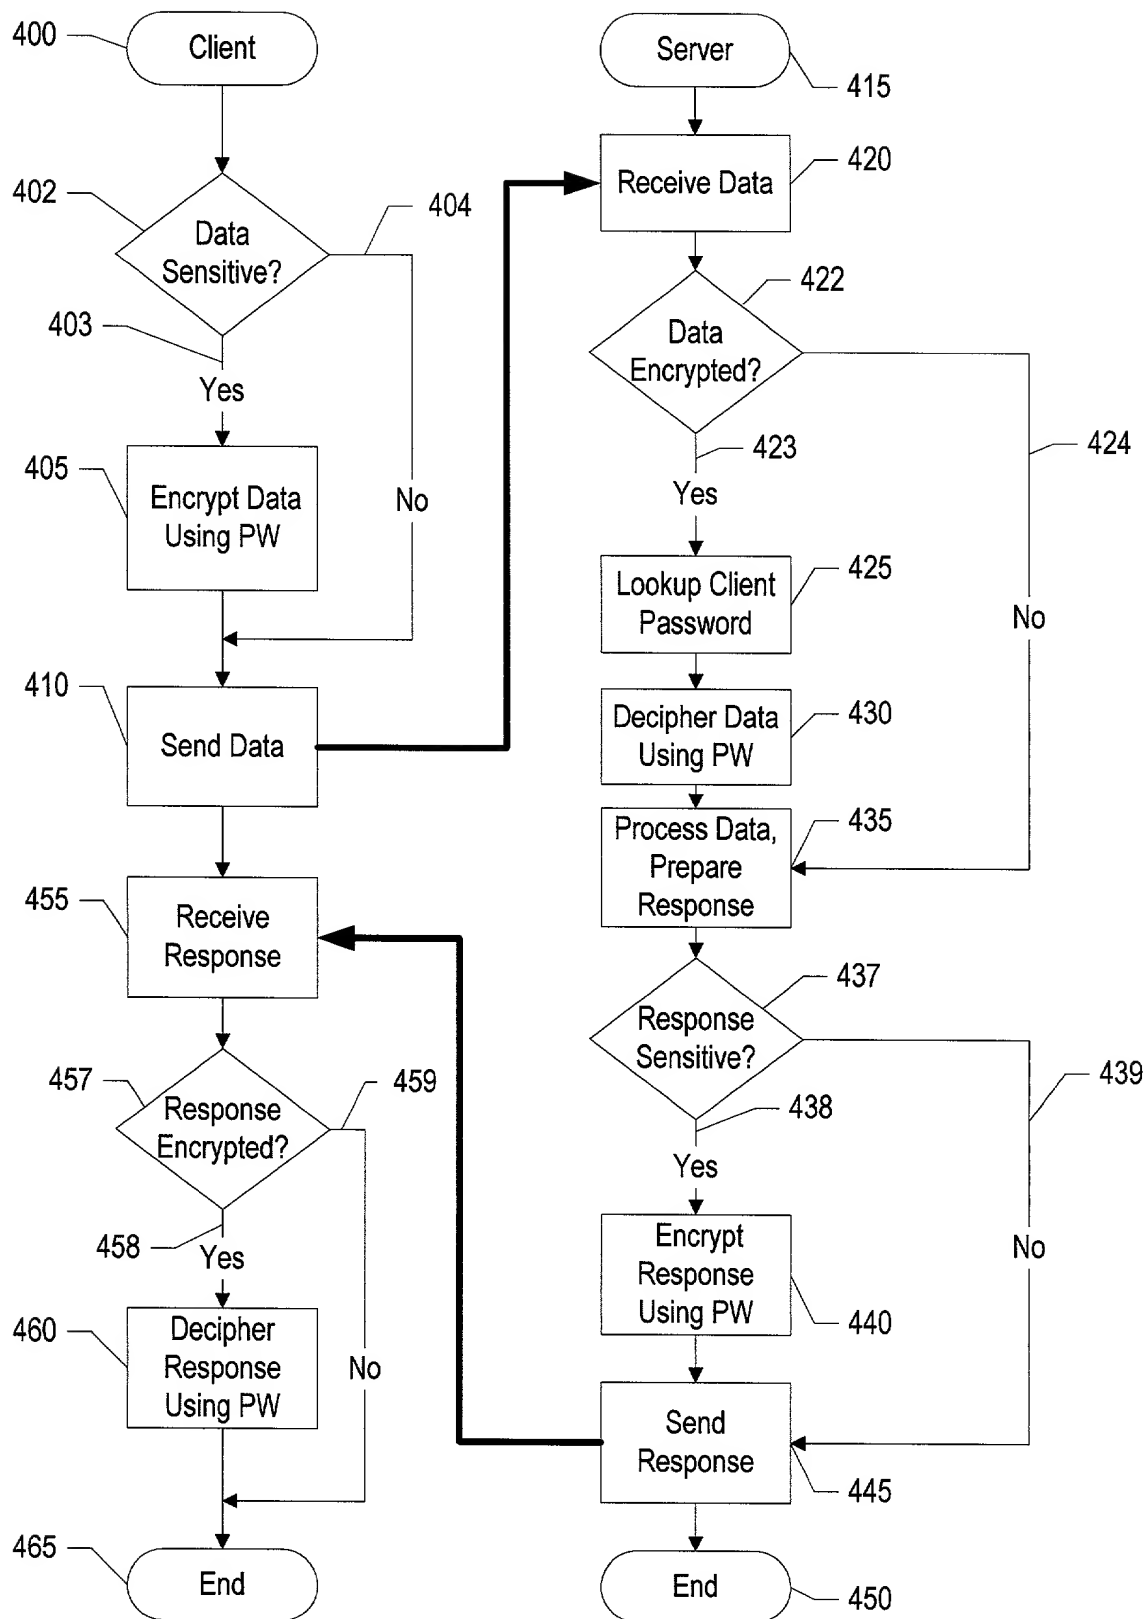 400
Client
402
Data
Sensitive?
404
403
Yes
405
Encrypt Data
Using PW
No
410
Send Data
455
Receive
Response
457
Response
Encrypted?
459
458
Yes
460
Decipher
Response
Using PW
No
465
End
Server
415
Receive Data
420
422
Data
Encrypted?
423
424
Yes
Lookup Client
Password
425
No
Decipher Data
Using PW
430
Process Data,
Prepare
Response
435
437
Response
Sensitive?
438
439
Yes
Encrypt
Response
Using PW
440
No
Send
Response
445
End
450